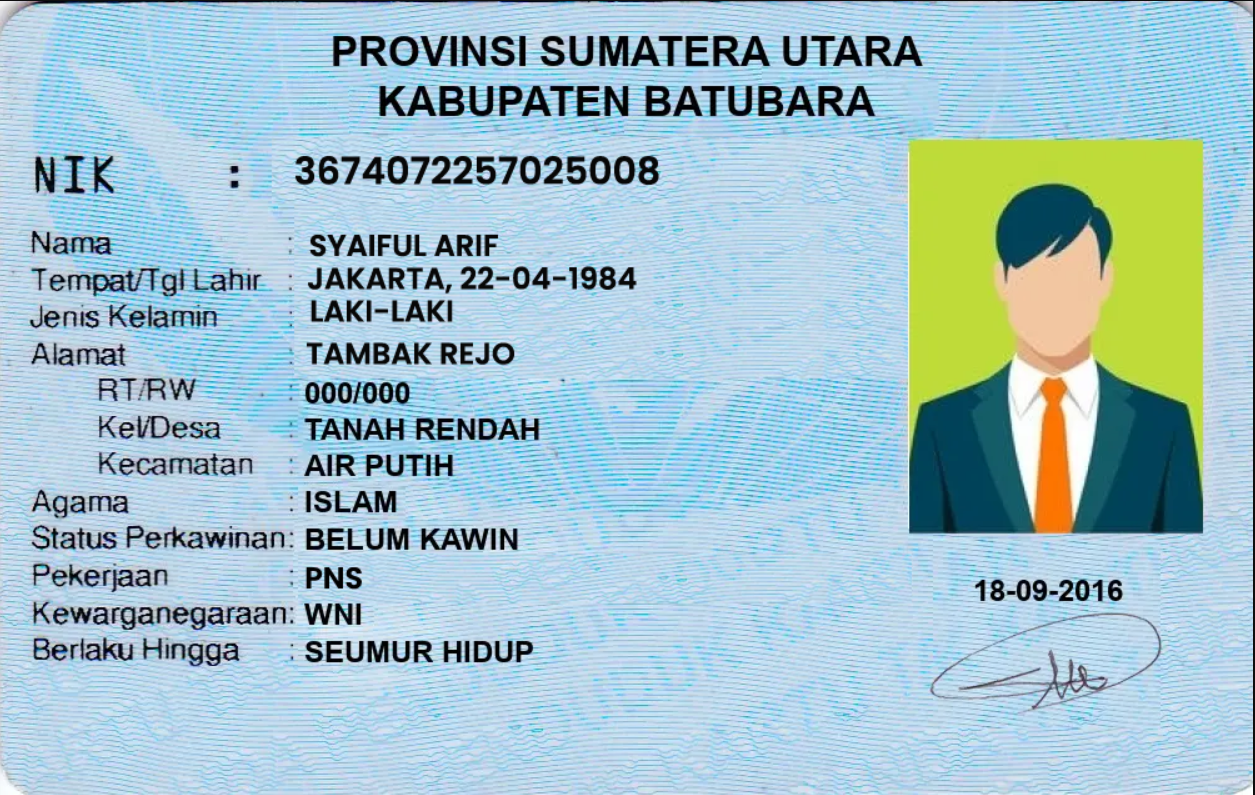 PROVINSI SUMATERA UTARA
KABUPATEN BATUBARA
NIK : 3674072257025008
Nama : SYAIFUL ARIF
Tempat/Tgl Lahir : JAKARTA, 22-04-1984
Jenis Kelamin : LAKI-LAKI
Alamat : TAMBAK REJO
RT/RW : 000/000
Kel/Desa : TANAH RENDAH
Kecamatan : AIR PUTIH
Agama : ISLAM
Status Perkawinan: BELUM KAWIN
Pekerjaan : PNS
Kewarganegaraan: WNI
Berlaku Hingga : SEUMUR HIDUP
18-09-2016